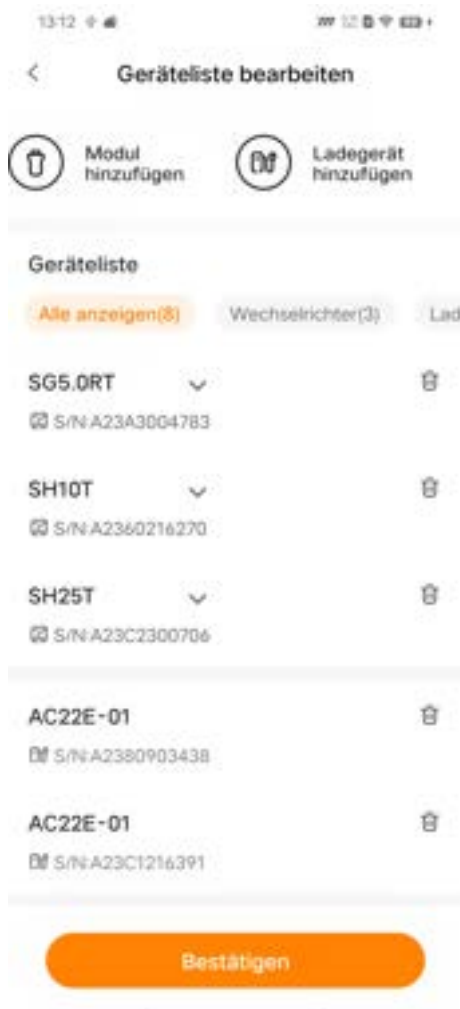 13:12
Geräteliste bearbeiten
Modul
hinzufügen
Ladegerät
hinzufügen
Geräteliste
Alle anzeigen(8)
Wechselrichter(3)
Lad
SG5.0RT
S/N:A23A3004783
SH10T
S/N:A2360216270
SH25T
S/N:A23C2300706
AC22E-01
S/N:A2380903438
AC22E-01
S/N:A23C1216391
Bestätigen